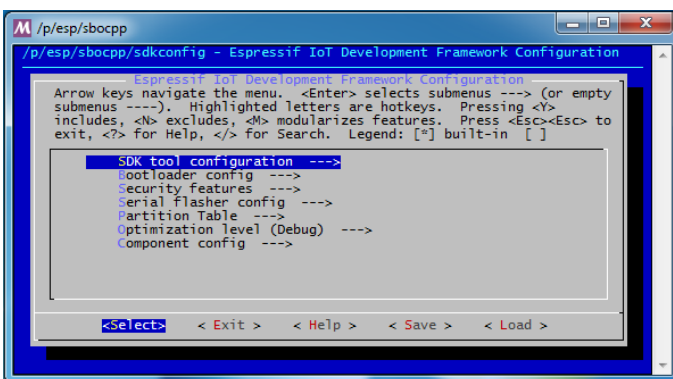 /p/esp/sbocpp
/p/esp/sbocpp/sdkconfig - Espressif IoT Development Framework Configuration
Espressif IoT Development Framework Configuration
Arrow keys navigate the menu. <Enter> selects submenus ---> (or empty
submenus ----). Highlighted letters are hotkeys. Pressing <Y>
includes, <N> excludes, <M> modularizes features. Press <Esc><Esc> to
exit, <?> for Help, </> for Search. Legend: [*] built-in [ ]
SDK tool configuration --->
Bootloader config --->
Security features --->
Serial flasher config --->
Partition Table --->
Optimization level (Debug) --->
Component config --->
<Select> < Exit > < Help > < Save > < Load >